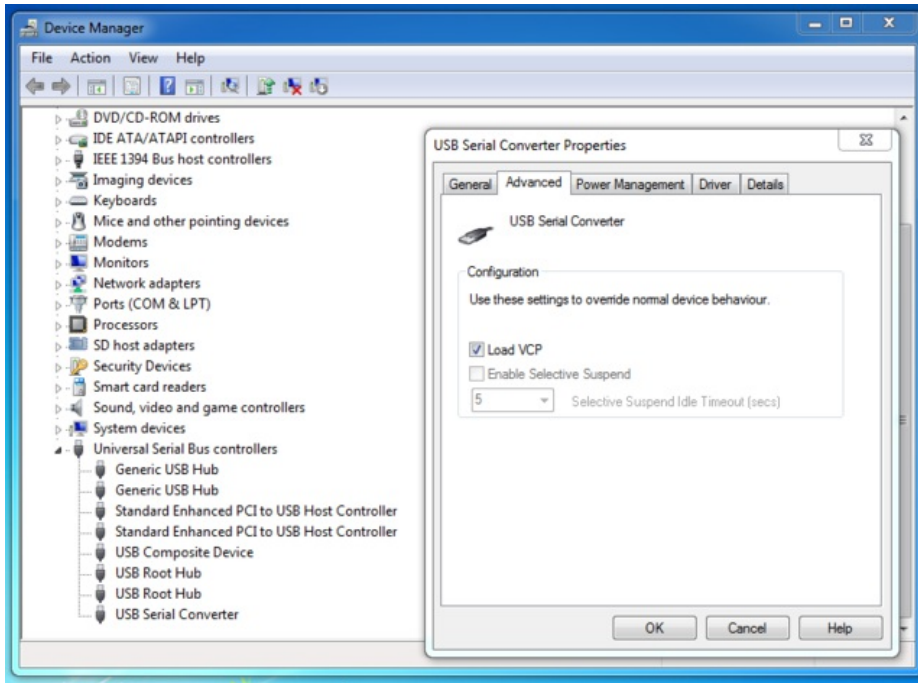 Device Manager
File Action View Help
DVD/CD-ROM drives
IDE ATA/ATAPI controllers
IEEE 1394 Bus host controllers
Imaging devices
Keyboards
Mice and other pointing devices
Modems
Monitors
Network adapters
Ports (COM & LPT)
Processors
SD host adapters
Security Devices
Smart card readers
Sound, video and game controllers
System devices
Universal Serial Bus controllers
Generic USB Hub
Generic USB Hub
Standard Enhanced PCI to USB Host Controller
Standard Enhanced PCI to USB Host Controller
USB Composite Device
USB Root Hub
USB Root Hub
USB Serial Converter
USB Serial Converter Properties
General Advanced Power Management Driver Details
USB Serial Converter
Configuration
Use these settings to override normal device behaviour.
Load VCP
Enable Selective Suspend
5 Selective Suspend Idle Timeout (secs)
OK Cancel Help